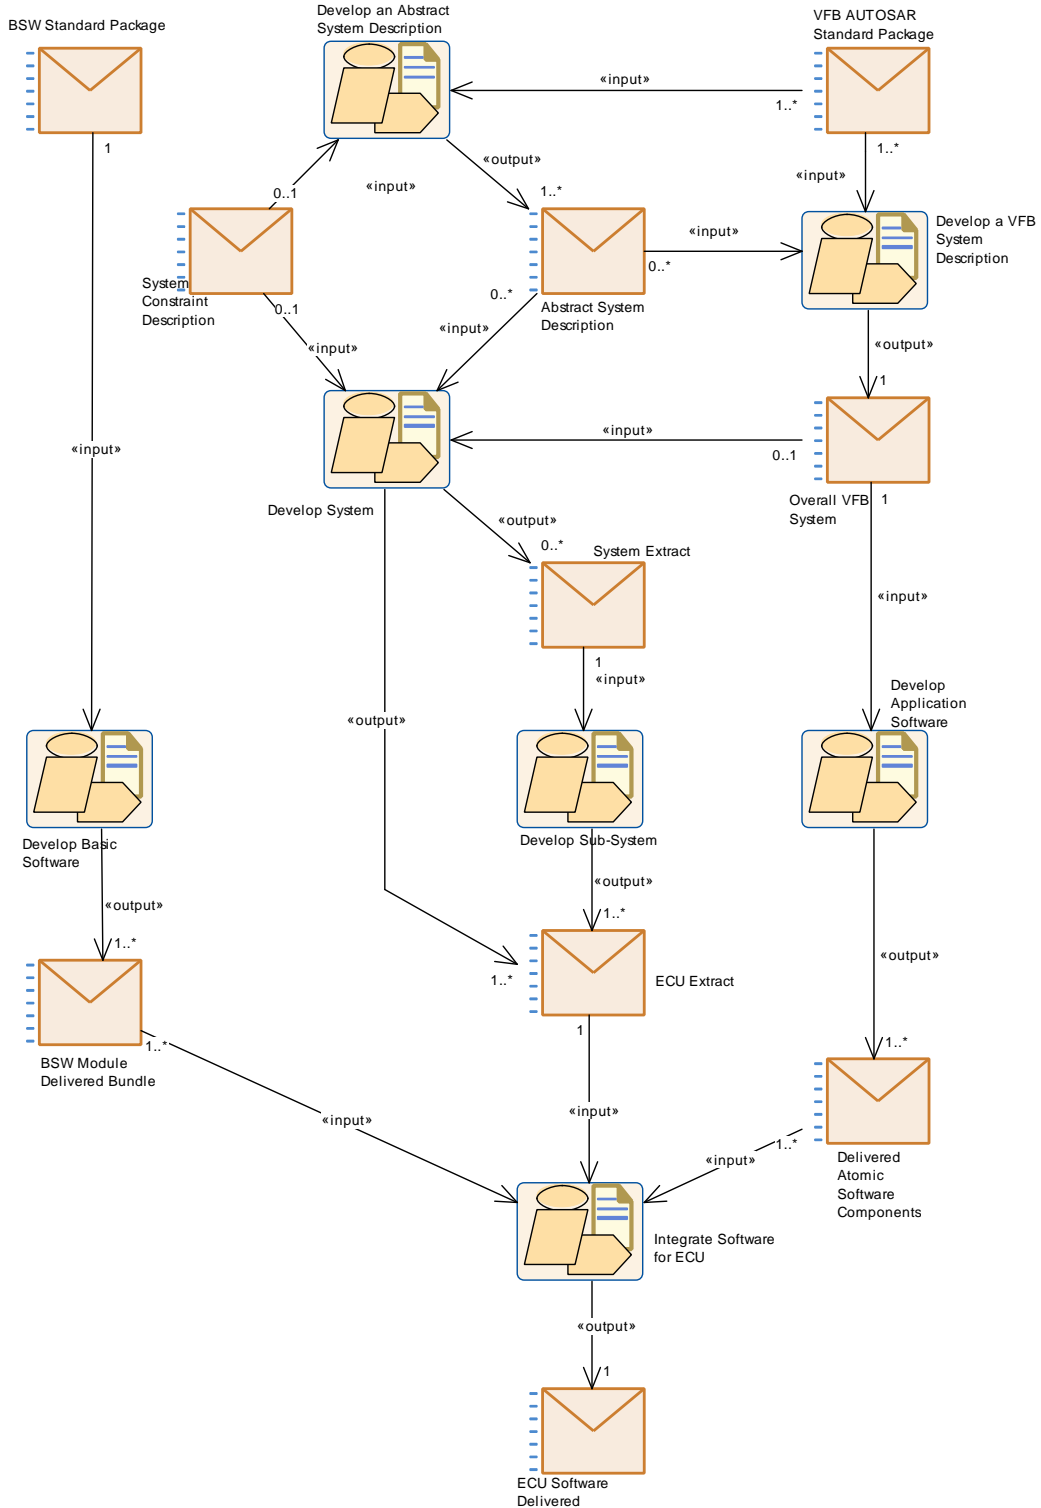 Develop an Abstract
System Description
VFB AUTOSAR
Standard Package
BSW Standard Package
«input»
1..*
1
1..*
«output»
«input»
«input»
0..1
1..*
«input»
0..*
Develop a VFB
System
Description
System
Constraint
Description
0..1
0..*
Abstract System
Description
«input»
«input»
«output»
1
«input»
0..1
«input»
Develop System
Overall VFB
System
1
«output»
0..*
System Extract
«input»
1
«input»
Develop
Application
Software
«output»
Develop Basic
Software
Develop Sub-System
«output»
1..*
«output»
1..*
«output»
1..*
ECU Extract
1
1..*
1..*
BSW Module
Delivered Bundle
«input»
«input»
1..*
«input»
Delivered
Atomic
Software
Components
Integrate Software
for ECU
«output»
1
ECU Software
Delivered